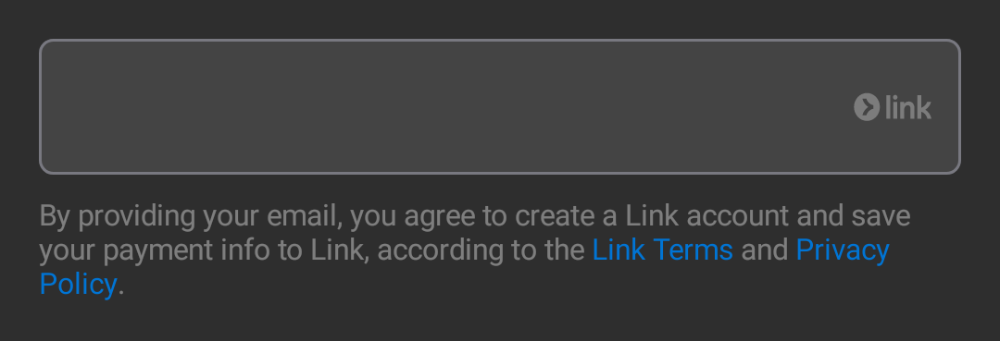 link
By providing your email, you agree to create a Link account and save
your payment info to Link, according to the Link Terms and Privacy
Policy.